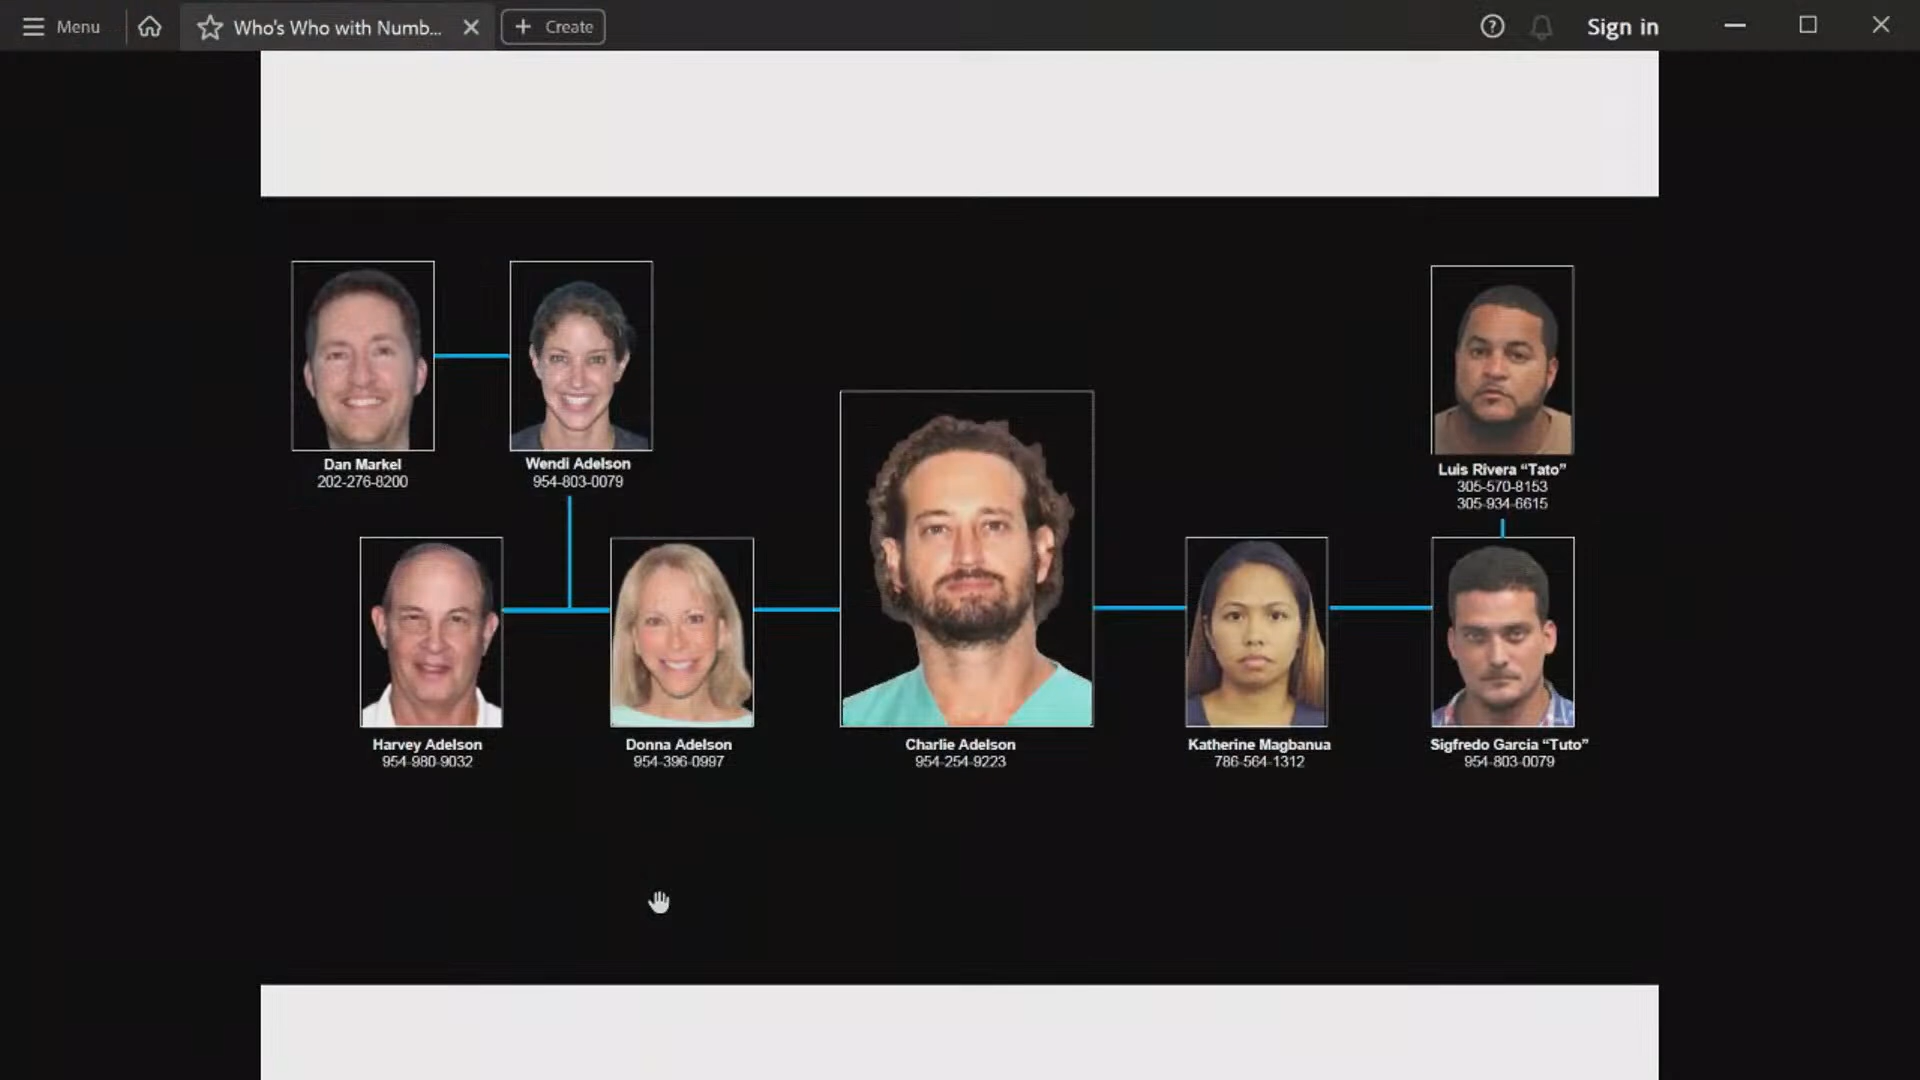 Menu
Who's Who with Numb...
Create
Sign in
Dan Markel
202-276-8200
Wendi Adelson
954-803-0079
Luis Rivera “Tato”
305-570-8153
305-934-6615
Harvey Adelson
954-980-9032
Donna Adelson
954-396-0997
Charlie Adelson
954-254-9223
Katherine Magbanua
786-564-1312
Sigfredo Garcia “Tuto”
954-803-0079